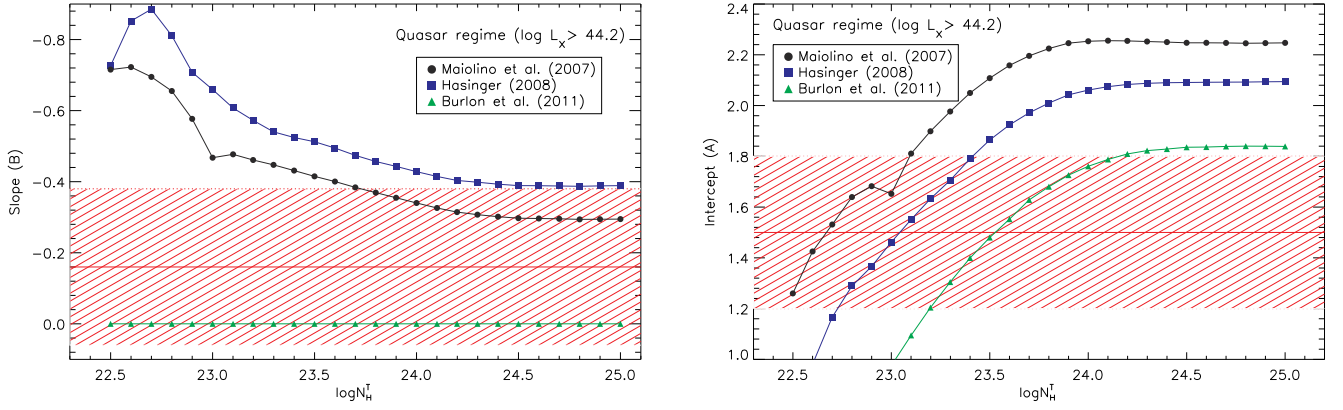 Quasar regime (log Lx> 44.2)
Maiolino et al. (2007)
Hasinger (2008)
Burlon et al. (2011)
Slope (B)
-0.8
-0.6
-0.4
-0.2
0.0
22.5 23.0 23.5 24.0 24.5 25.0
logN_H^T
Quasar regime (log Lx> 44.2)
Maiolino et al. (2007)
Hasinger (2008)
Burlon et al. (2011)
Intercept (A)
2.4
2.2
2.0
1.8
1.6
1.4
1.2
1.0
22.5 23.0 23.5 24.0 24.5 25.0
logN_H^T